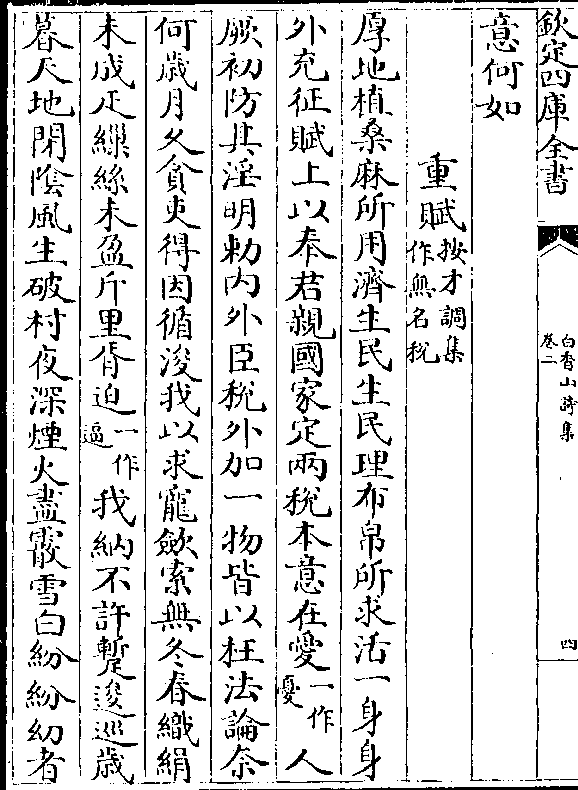 欽定四庫全書
白香山詩集
卷二
四
意何如
重賦按才調集作無名稅
厚地植桑麻所用濟生民生民理布帛所求活一身身
外充征賦上以奉君親國家定兩稅本意在愛一作憂人
厥初防其淫明勅内外臣稅外加一物皆以枉法論奈
何歲月久貪吏得因循浚我以求寵歛索無冬春織絹
未成疋繅絲未盈斤里胥迫一作逼我納不許暫逡巡歲
暮天地閉陰風生破村夜深煙火盡霰雪白紛紛幼者